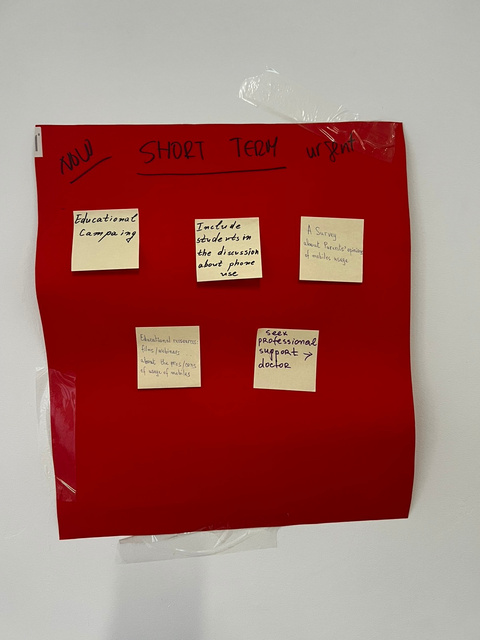 NOW SHORT TERM urgent
Educational
Campaing
Include
students in
the discussion
about phone
use
A Survey
about Parents' opinion
of mobiles usage
Educational resources:
films/webinars
about the pros/cons
of usage of mobiles
seek
professional
support →
doctor